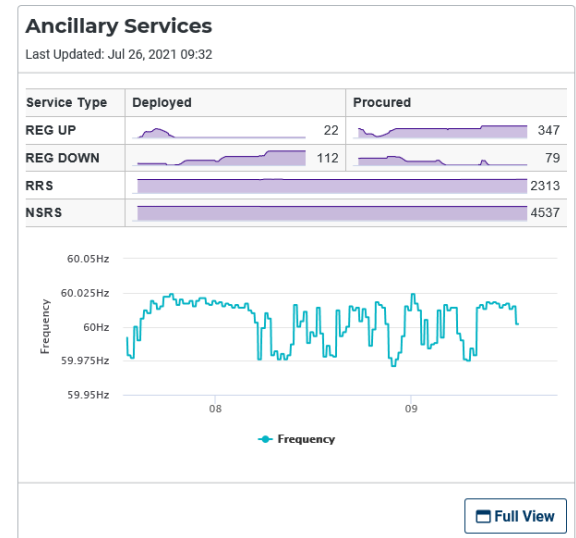 Ancillary Services
Last Updated: Jul 26, 2021 09:32
Service Type Deployed Procured
REG UP 22 347
REG DOWN 112 79
RRS 2313
NSRS 4537
60.05Hz
60.025Hz
60Hz
59.975Hz
59.95Hz
Frequency
08 09
Frequency
Full View